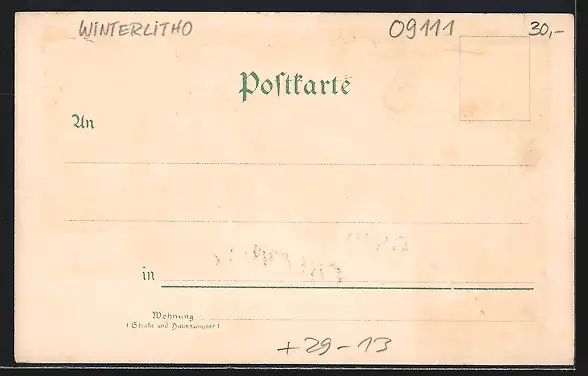 WINTERLITHO 09111 30,-
Postkarte
An
in
Wohnung
(Straße und Hausnummer)
+29-13